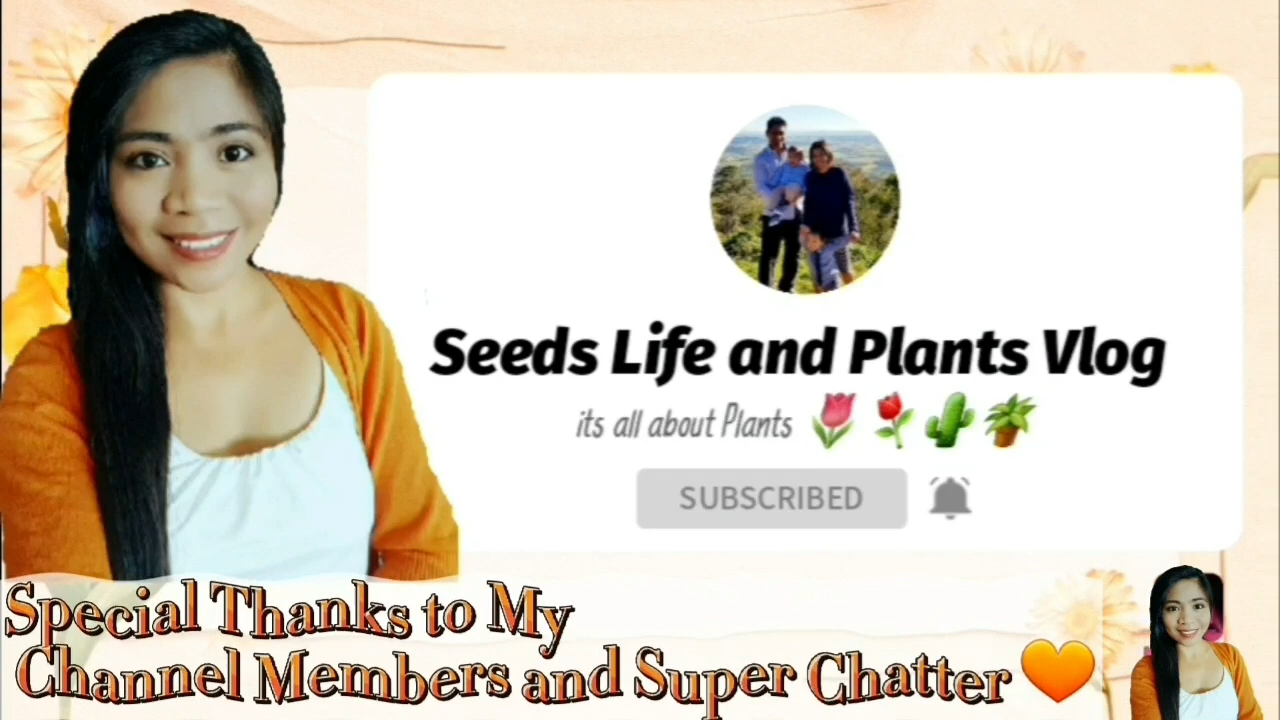 Seeds Life and Plants Vlog
its all about Plants 🌷🌹🌵🪴
SUBSCRIBED
Special Thanks to My
Channel Members and Super Chatter 🧡